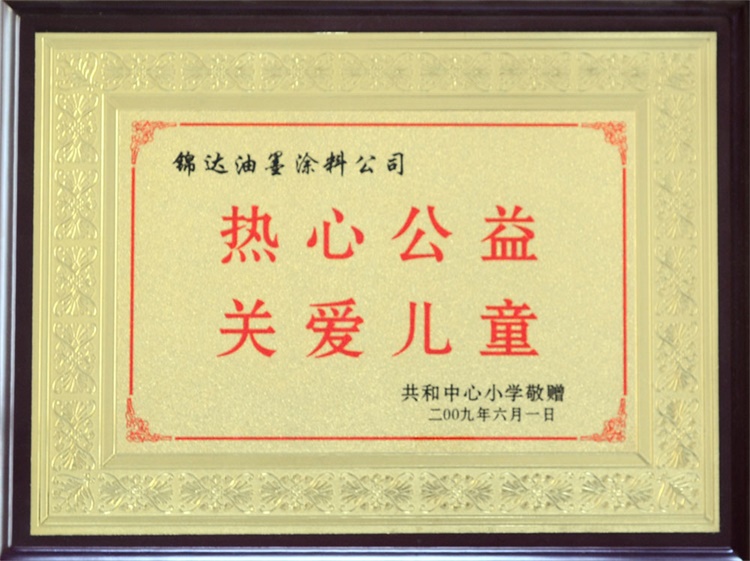 锦达油墨涂料公司
热心公益
关爱儿童
共和中心小学敬赠
二00九年六月一日